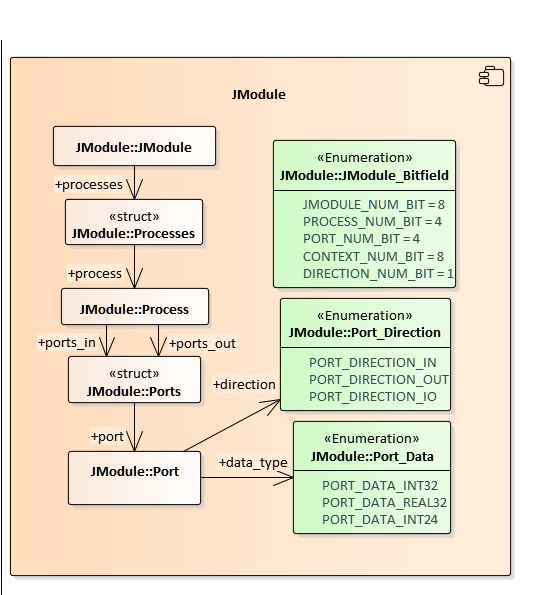 JModule
JModule::JModule
+processes
«struct»
JModule::Processes
+process
JModule::Process
+ports_in
+ports_out
«struct»
JModule::Ports
+port
JModule::Port
+direction
+data_type
«Enumeration»
JModule::JModule_Bitfield
JMODULE_NUM_BIT = 8
PROCESS_NUM_BIT = 4
PORT_NUM_BIT = 4
CONTEXT_NUM_BIT = 8
DIRECTION_NUM_BIT = 1
«Enumeration»
JModule::Port_Direction
PORT_DIRECTION_IN
PORT_DIRECTION_OUT
PORT_DIRECTION_IO
«Enumeration»
JModule::Port_Data
PORT_DATA_INT32
PORT_DATA_REAL32
PORT_DATA_INT24